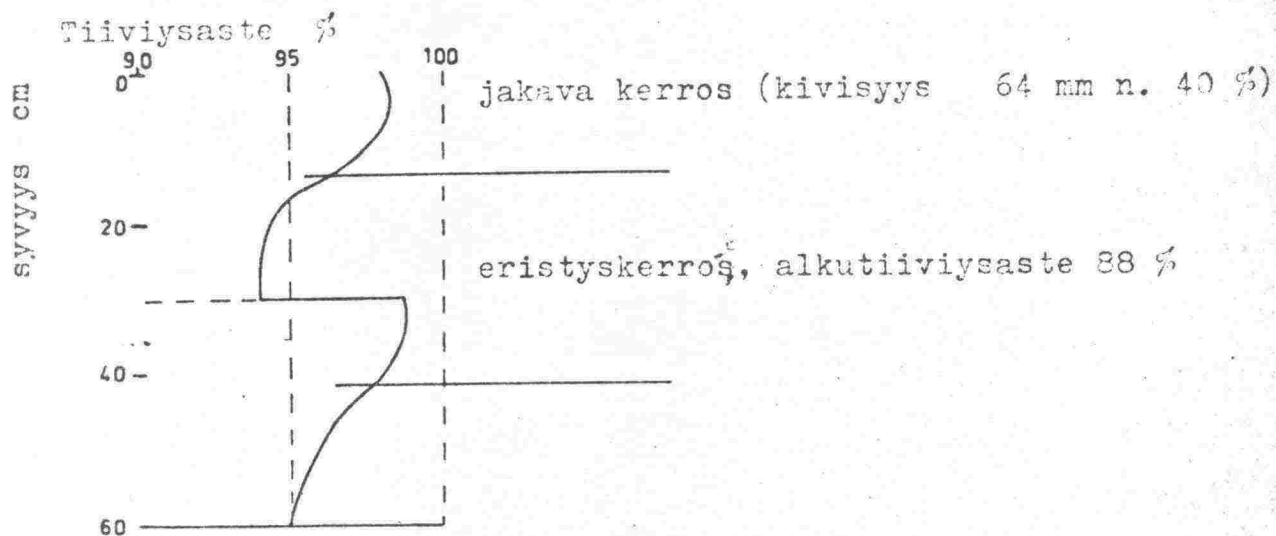 Tiiviysaste %
90 95 100
0
jakava kerros (kivisyys 64 mm n. 40 %)
syvyys cm
20
eristyskerros, alkutiiviysaste 88 %
40
60